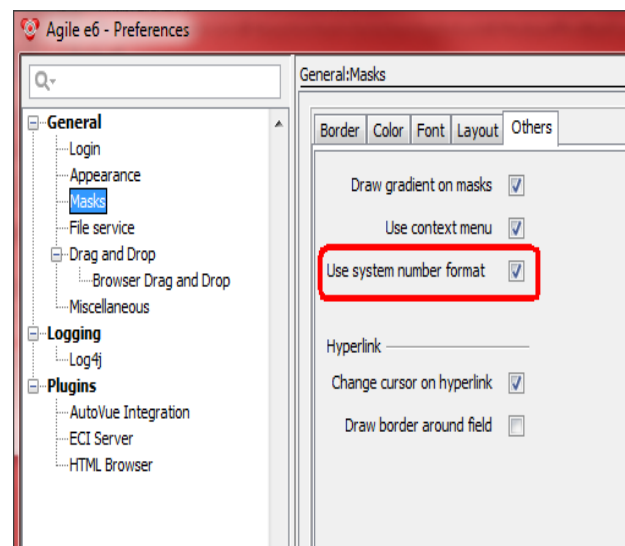 Agile e6 - Preferences
General:Masks
General
Login
Appearance
Masks
File service
Drag and Drop
Browser Drag and Drop
Miscellaneous
Logging
Log4j
Plugins
AutoVue Integration
ECI Server
HTML Browser
Border Color Font Layout Others
Draw gradient on masks
Use context menu
Use system number format
Hyperlink
Change cursor on hyperlink
Draw border around field